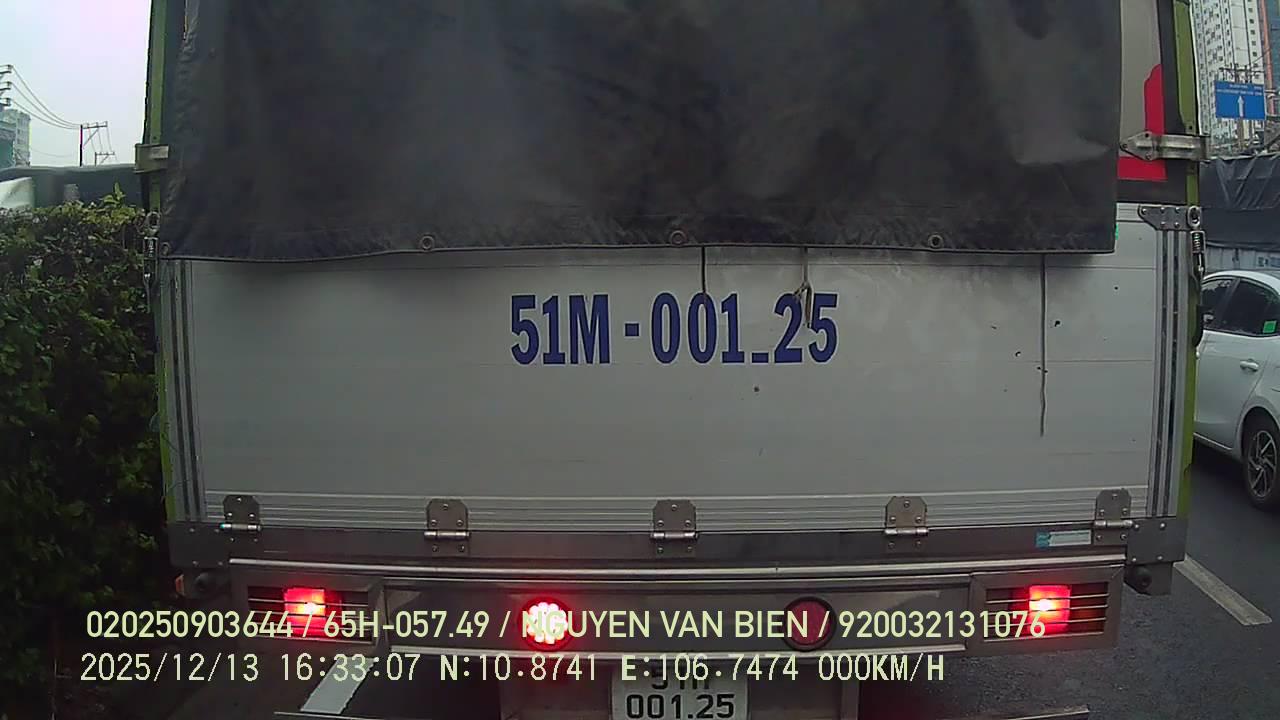 51M-001.25
020250903644 / 65H-057.49 / NGUYEN VAN BIEN / 920032131076
2025/12/13 16:33:07 N:10.8741 E:106.7474 000KM/H
51M
001.25